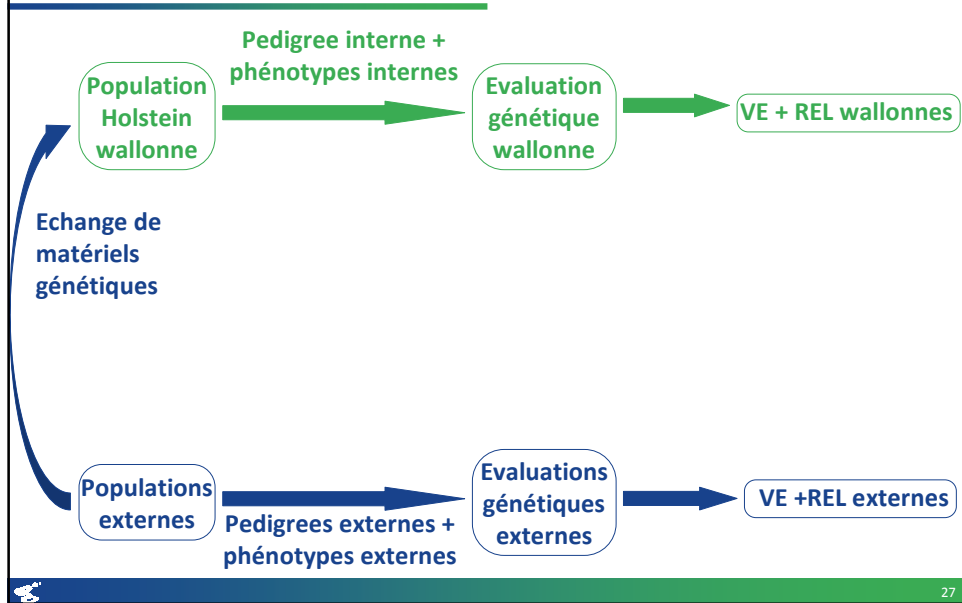 Pedigree interne +
phénotypes internes
Population
Holstein
wallonne
Evaluation
génétique
wallonne
VE + REL wallonnes
Echange de
matériels
génétiques
Populations
externes
Pedigrees externes +
phénotypes externes
Evaluations
génétiques
externes
VE +REL externes
27